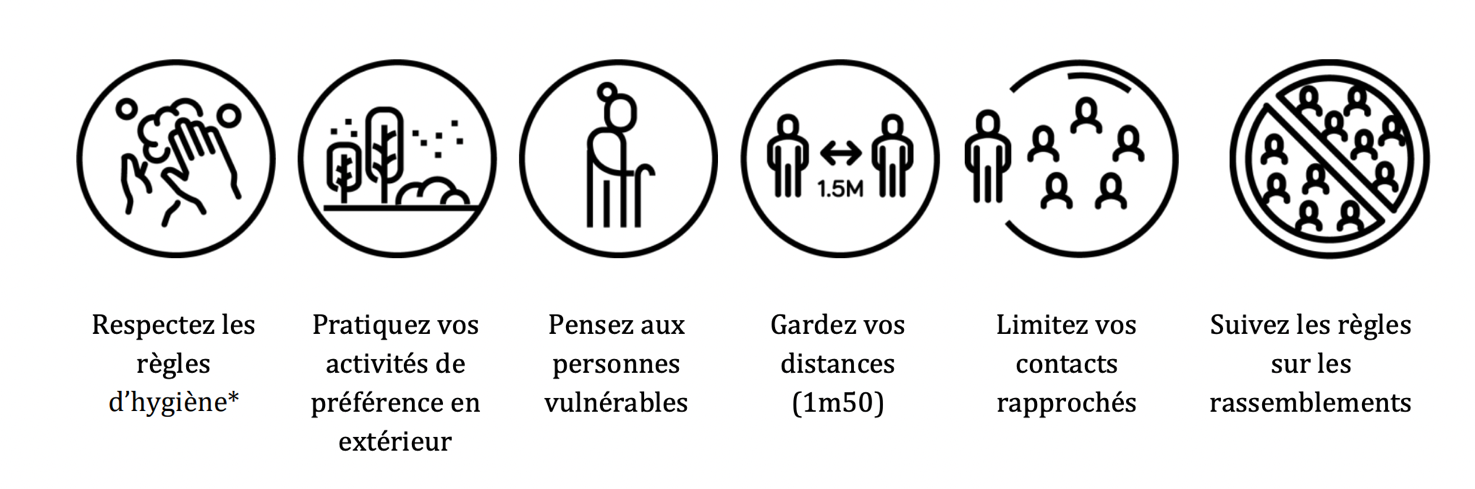 1.5M
Respectez les
règles
d’hygiène*
Pratiquez vos
activités de
préférence en
extérieur
Pensez aux
personnes
vulnérables
Gardez vos
distances
(1m50)
Limitez vos
contacts
rapprochés
Suivez les règles
sur les
rassemblements